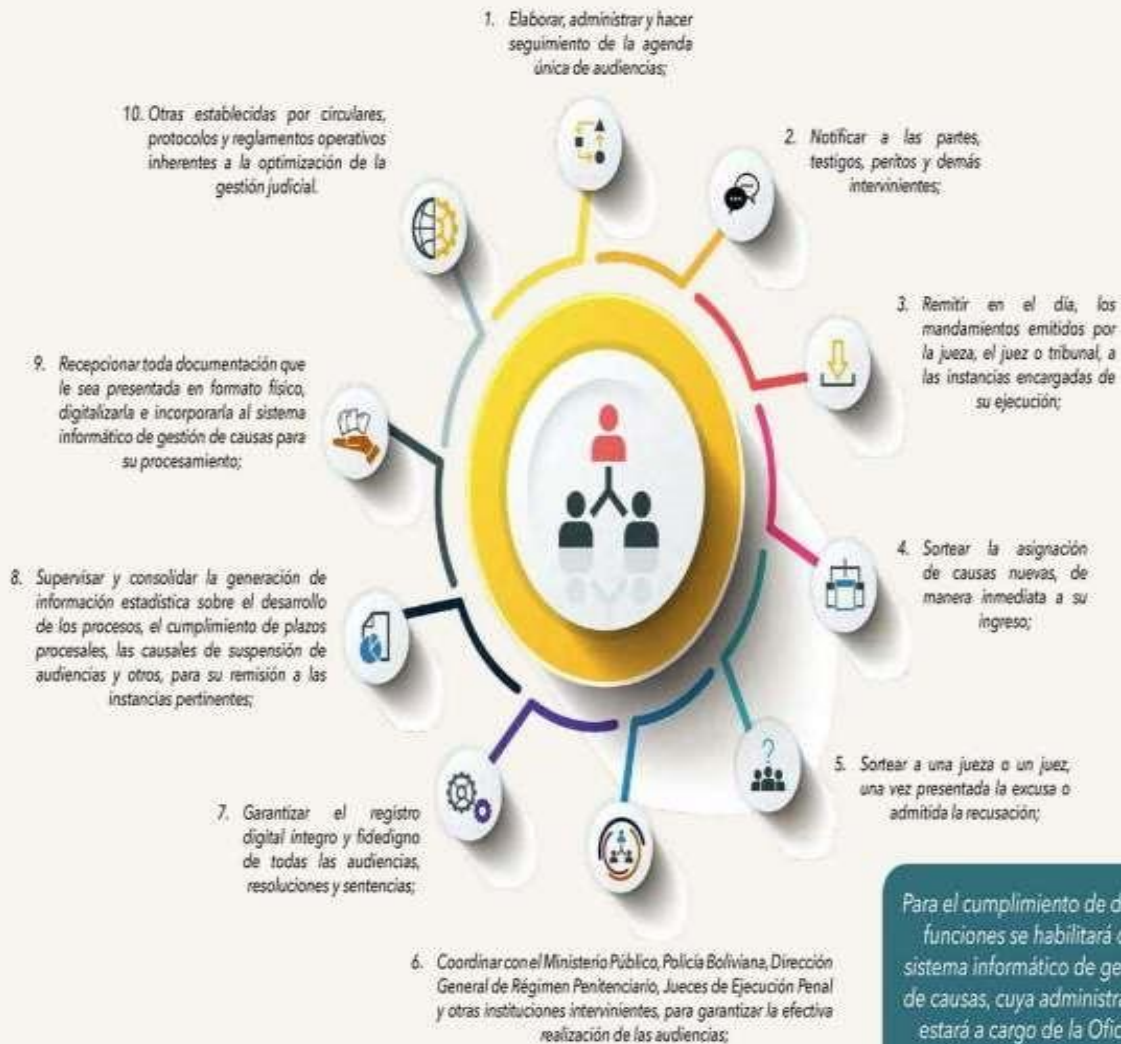 1. Elaborar, administrar y hacer
seguimiento de la agenda
única de audiencias;
2. Notificar a las partes,
testigos, peritos y demás
intervinientes;
3. Remitir en el día, los
mandamientos emitidos por
la jueza, el juez o tribunal, a
las instancias encargadas de
su ejecución;
4. Sortear la asignación
de causas nuevas, de
manera inmediata a su
ingreso;
5. Sortear a una jueza o un juez,
una vez presentada la excusa o
admitida la recusación;
6. Coordinar con el Ministerio Público, Policía Boliviana, Dirección
General de Régimen Penitenciario, Jueces de Ejecución Penal
y otras instituciones intervinientes, para garantizar la efectiva
realización de las audiencias;
7. Garantizar el registro
digital íntegro y fidedigno
de todas las audiencias,
resoluciones y sentencias;
8. Supervisar y consolidar la generación de
información estadística sobre el desarrollo
de los procesos, el cumplimiento de plazos
procesales, las causales de suspensión de
audiencias y otros, para su remisión a las
instancias pertinentes;
9. Recepcionar toda documentación que
le sea presentada en formato físico,
digitalizarla e incorporarla al sistema
informático de gestión de causas para
su procesamiento;
10. Otras establecidas por circulares,
protocolos y reglamentos operativos
inherentes a la optimización de la
gestión judicial.
Para el cumplimiento de
funciones se habilitará
sistema informático de
de causas, cuya
estará a cargo de la